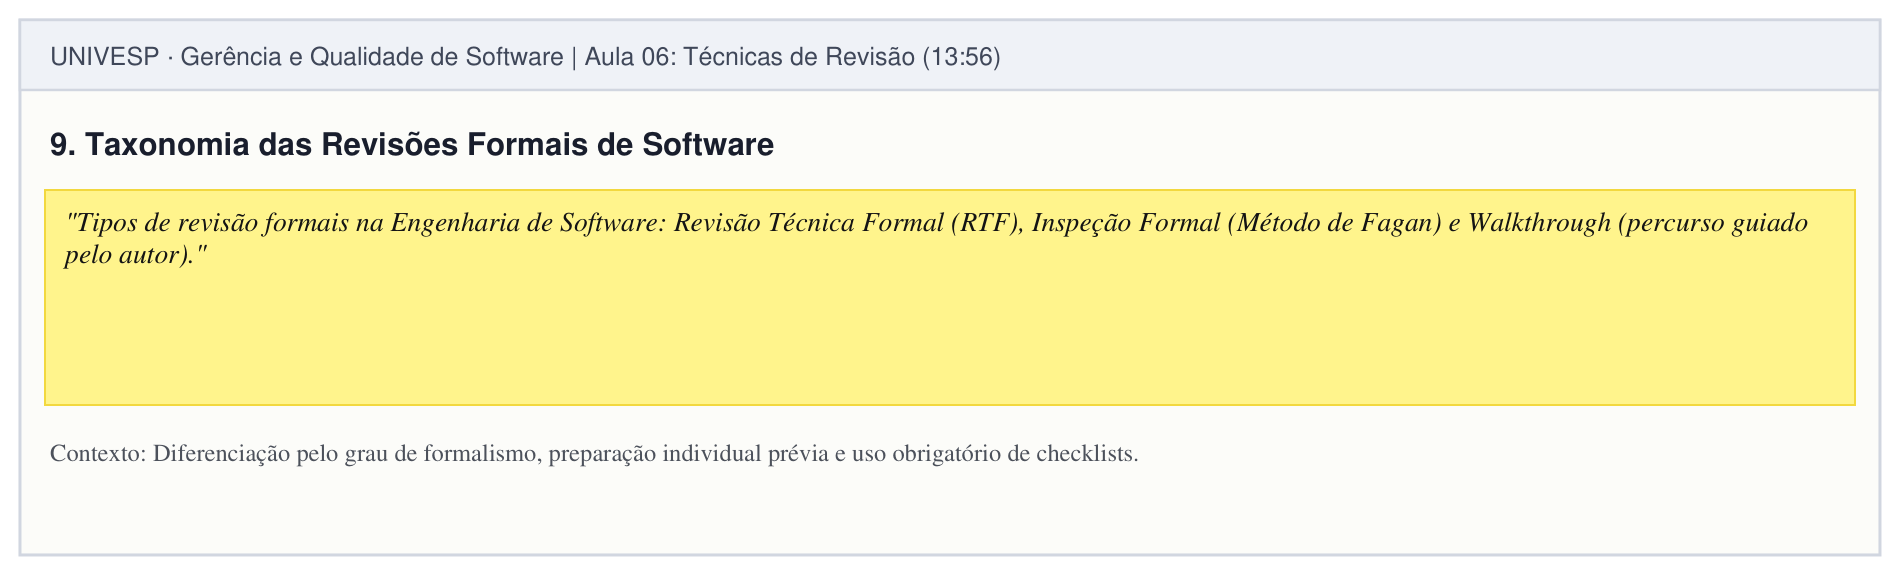 UNIVESP · Gerência e Qualidade de Software | Aula 06: Técnicas de Revisão (13:56)
9. Taxonomia das Revisões Formais de Software
"Tipos de revisão formais na Engenharia de Software: Revisão Técnica Formal (RTF), Inspeção Formal (Método de Fagan) e Walkthrough (percurso guiado
pelo autor)."
Contexto: Diferenciação pelo grau de formalismo, preparação individual prévia e uso obrigatório de checklists.